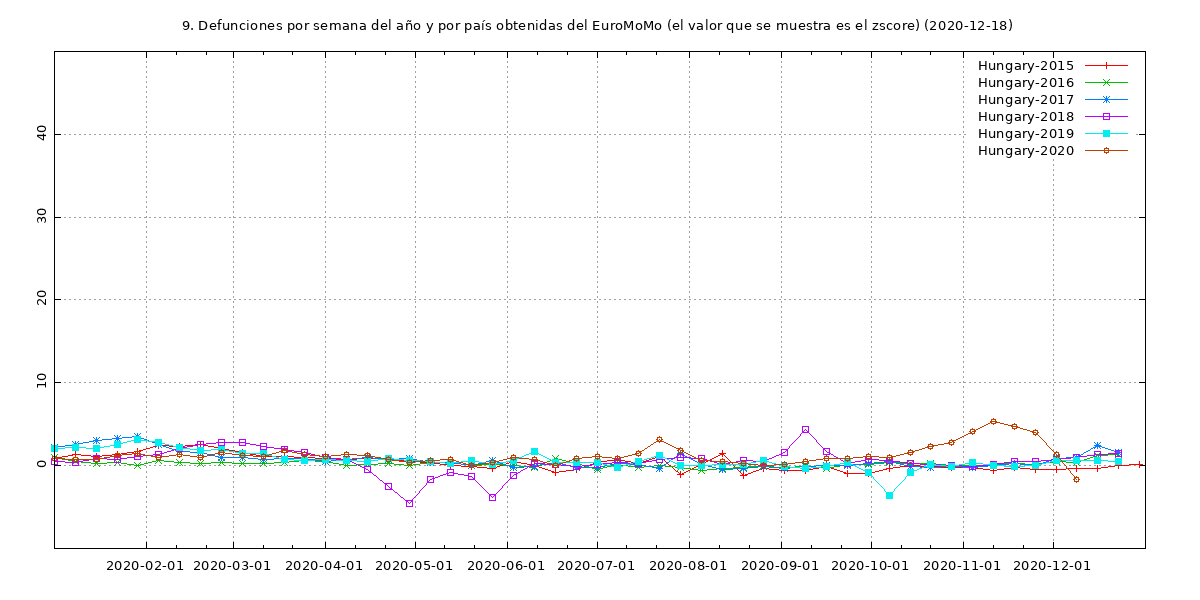 9. Defunciones por semana del año y por país obtenidas del EuroMoMo (el valor que se muestra es el zscore) (2020-12-18)
Hungary-2015
Hungary-2016
Hungary-2017
Hungary-2018
Hungary-2019
Hungary-2020
40
30
20
10
0
2020-02-01 2020-03-01 2020-04-01 2020-05-01 2020-06-01 2020-07-01 2020-08-01 2020-09-01 2020-10-01 2020-11-01 2020-12-01